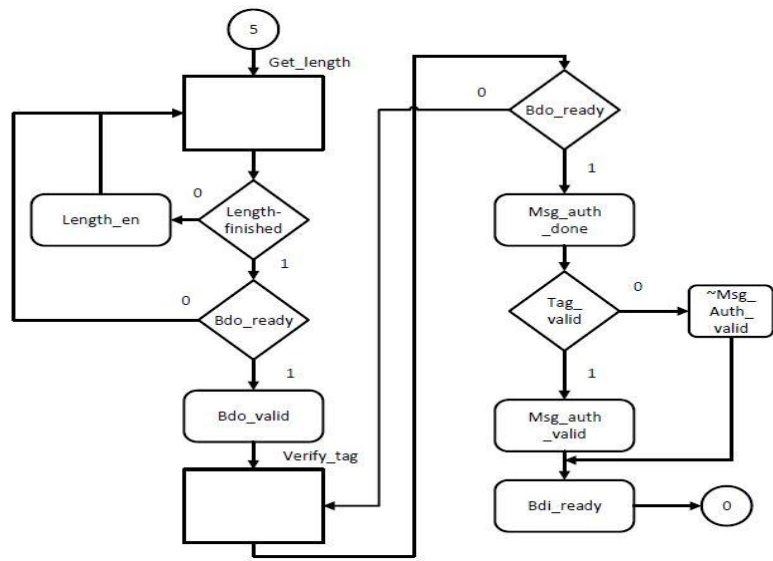 5
Get_length
0
Length_en
Length-
finished
1
0
Bdo_ready
1
Bdo_valid
Verify_tag
0
Bdo_ready
1
Msg_auth
_done
Tag_
valid
0
~Msg_
Auth_
valid
1
Msg_auth
_valid
Bdi_ready
0